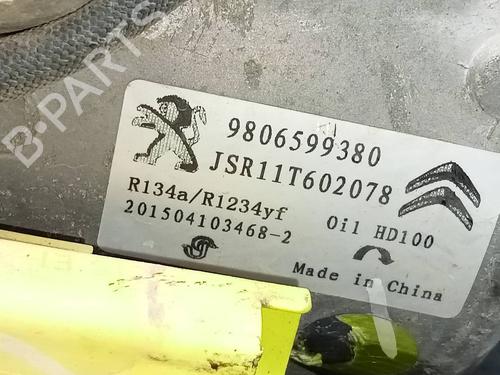 B-PARTS
9806599380
JSR11T602078
R134a/R1234yf Oil HD100
201504103468-2
Made in China